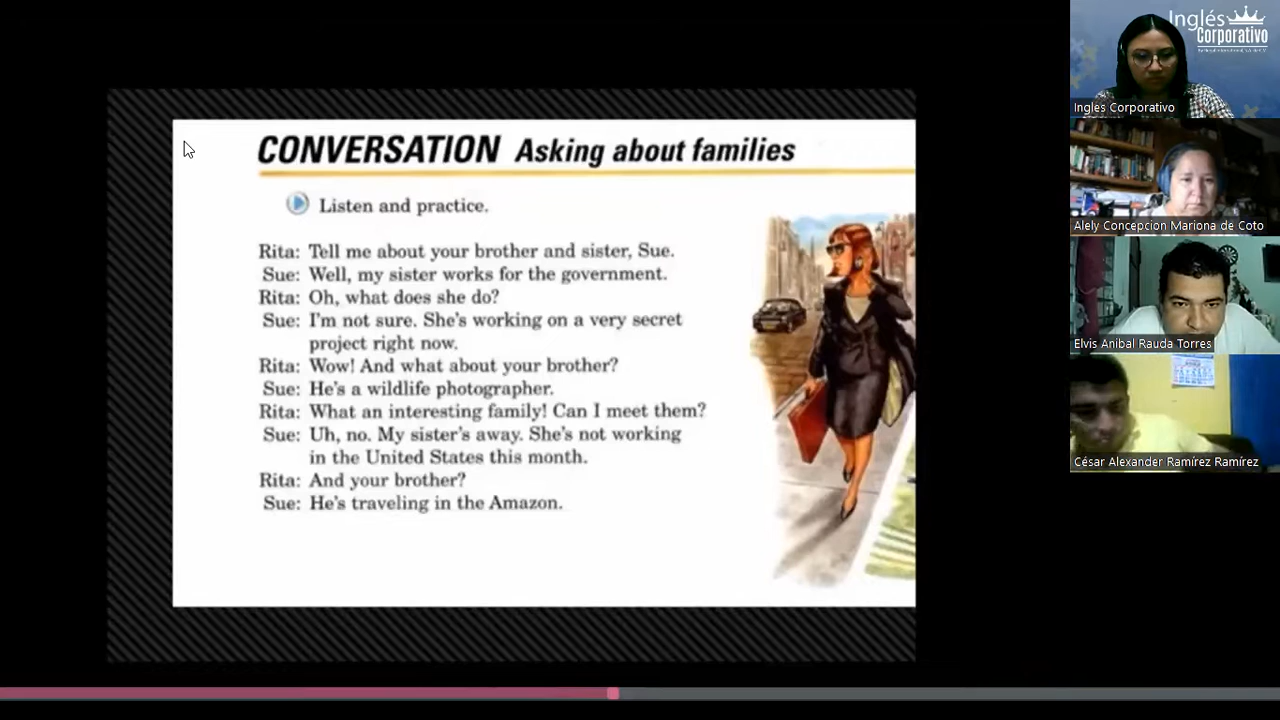 CONVERSATION Asking about families
Listen and practice.
Rita: Tell me about your brother and sister, Sue.
Sue: Well, my sister works for the government.
Rita: Oh, what does she do?
Sue: I'm not sure. She's working on a very secret
project right now.
Rita: Wow! And what about your brother?
Sue: He's a wildlife photographer.
Rita: What an interesting family! Can I meet them?
Sue: Uh, no. My sister's away. She's not working
in the United States this month.
Rita: And your brother?
Sue: He's traveling in the Amazon.
Inglés
Corporativo
Ingles Corporativo
Alely Concepcion Mariona de Coto
Elvis Anibal Rauda Torres
César Alexander Ramírez Ramírez